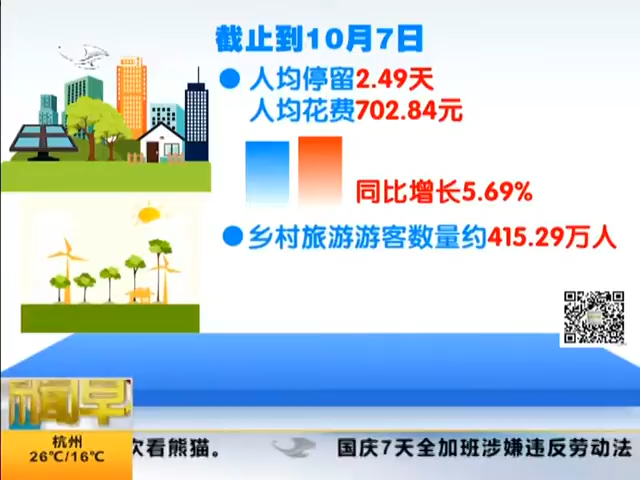 截止到10月7日
人均停留2.49天
人均花费702.84元
同比增长5.69%
乡村旅游游客数量约415.29万人
杭州
26℃/16℃
次看熊猫。
国庆7天全加班涉嫌违反劳动法